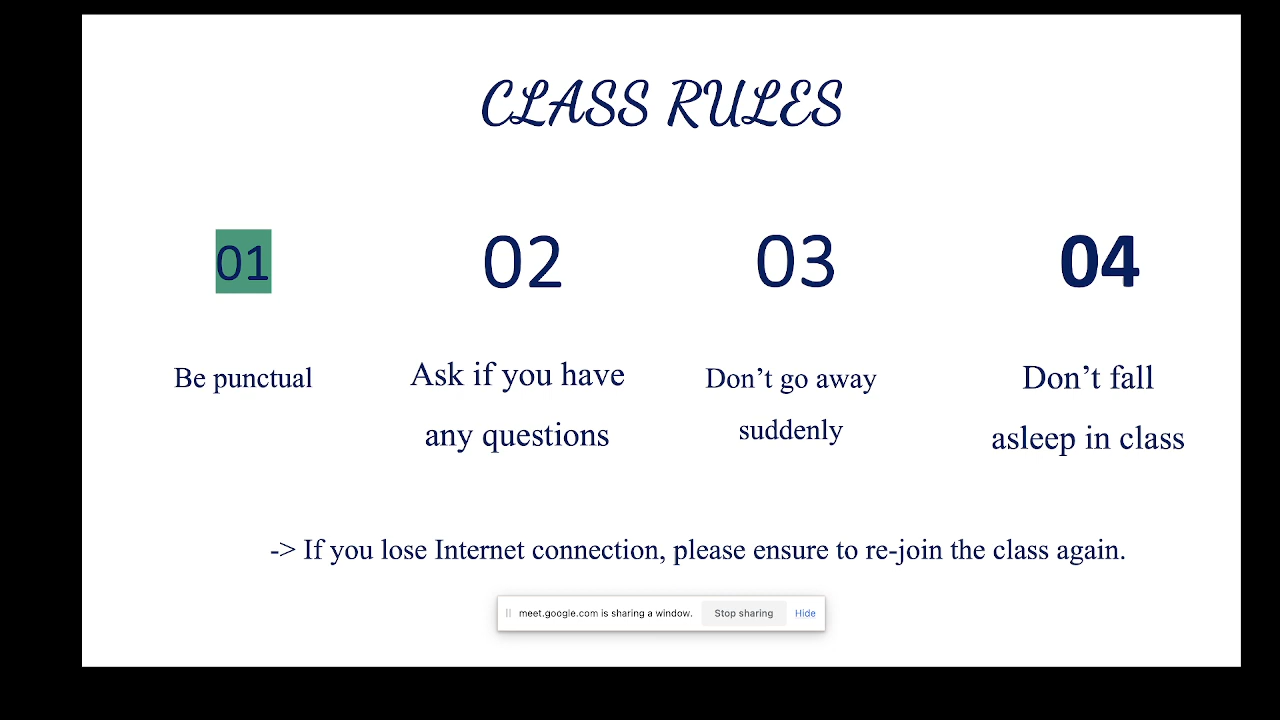 CLASS RULES
01
02
03
04
Be punctual
Ask if you have
any questions
Don’t go away
suddenly
Don’t fall
asleep in class
-> If you lose Internet connection, please ensure to re-join the class again.
meet.google.com is sharing a window.
Stop sharing
Hide